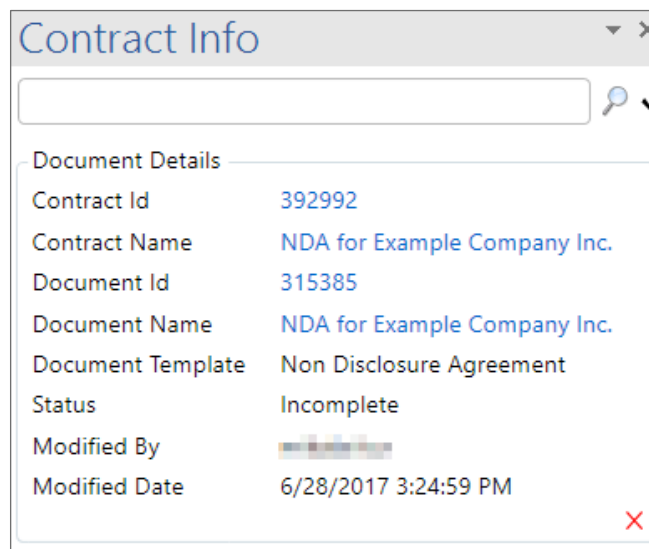 Contract Info
Document Details
Contract Id 392992
Contract Name NDA for Example Company Inc.
Document Id 315385
Document Name NDA for Example Company Inc.
Document Template Non Disclosure Agreement
Status Incomplete
Modified By
Modified Date 6/28/2017 3:24:59 PM